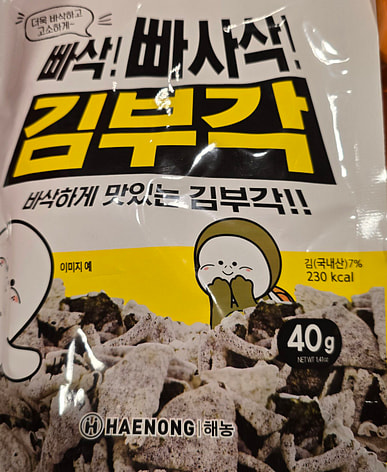 더욱 바삭하고
고소하게~
빠삭! 빠사삭!
김부각
바삭하게 맛있는 김부각!!
이미지 예
김(국내산)7%
230 kcal
40g
NET WT 1.41oz
HAENONG | 해농